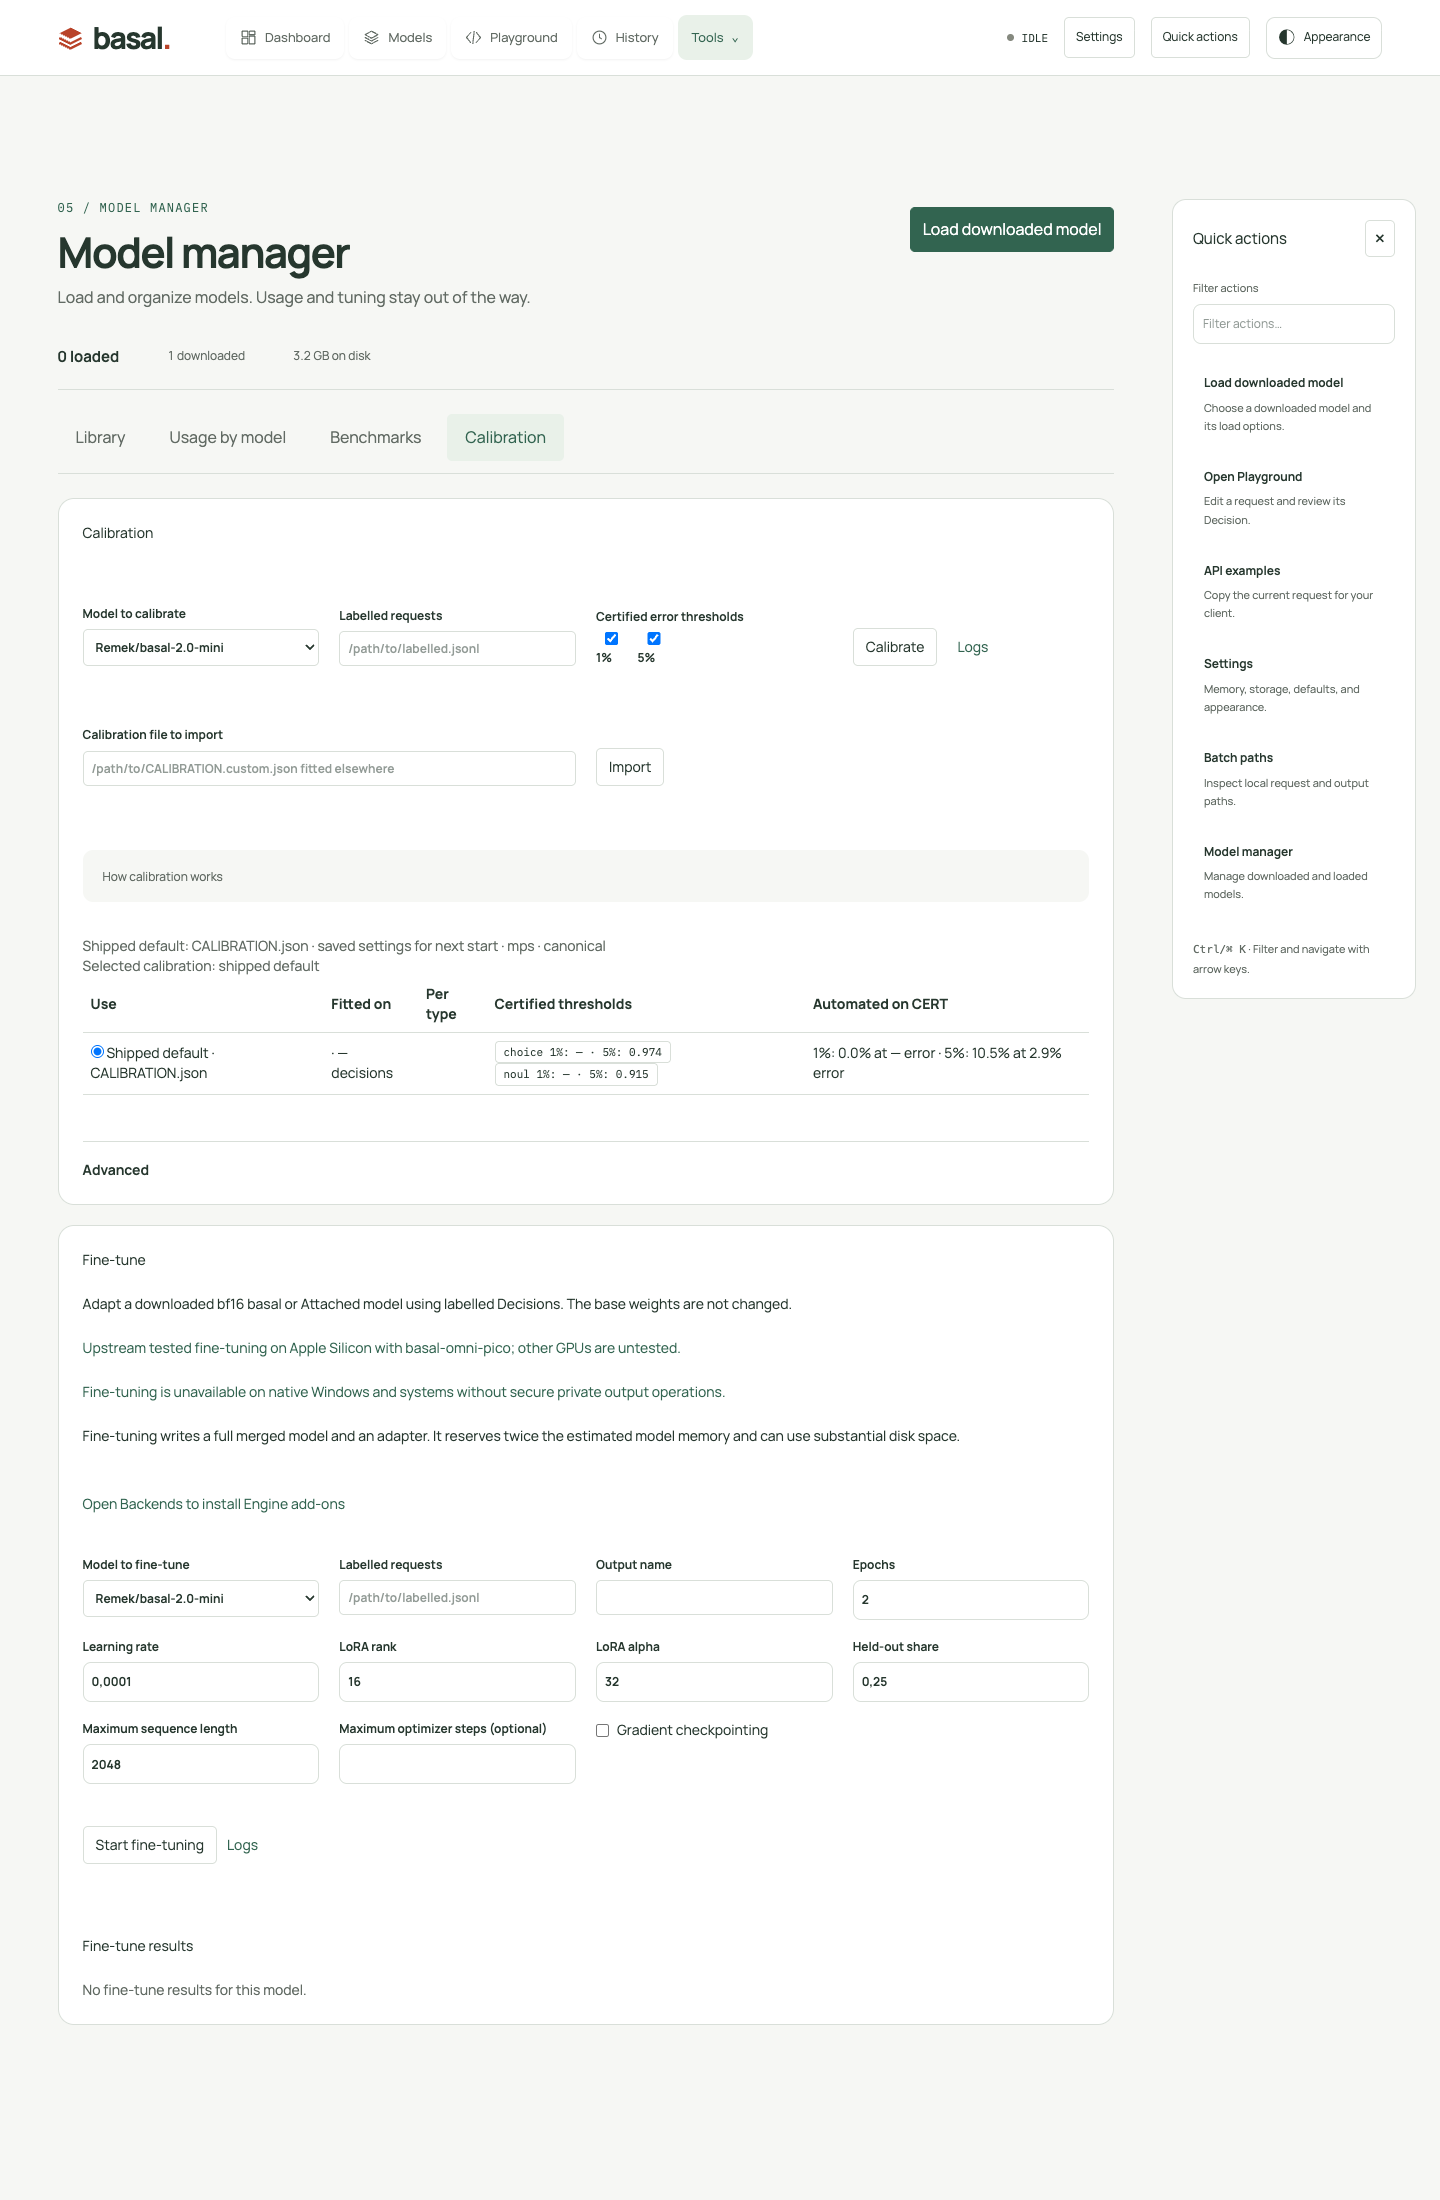 basal.
Dashboard
Models
Playground
History
Tools
IDLE
Settings
Quick actions
Appearance
05 / MODEL MANAGER
Model manager
Load and organize models. Usage and tuning stay out of the way.
Load downloaded model
0 loaded
1 downloaded
3.2 GB on disk
Library
Usage by model
Benchmarks
Calibration
Calibration
Model to calibrate
Remek/basal-2.0-mini
Labelled requests
/path/to/labelled.jsonl
Certified error thresholds
1%
5%
Calibrate
Logs
Calibration file to import
/path/to/CALIBRATION.custom.json fitted elsewhere
Import
How calibration works
Shipped default: CALIBRATION.json · saved settings for next start · mps · canonical
Selected calibration: shipped default
Use
Fitted on
Per
type
Certified thresholds
Automated on CERT
Shipped default ·
CALIBRATION.json
· —
decisions
choice 1%: — · 5%: 0.974
noul 1%: — · 5%: 0.915
1%: 0.0% at — error · 5%: 10.5% at 2.9%
error
Advanced
Fine-tune
Adapt a downloaded bf16 basal or Attached model using labelled Decisions. The base weights are not changed.
Upstream tested fine-tuning on Apple Silicon with basal-omni-pico; other GPUs are untested.
Fine-tuning is unavailable on native Windows and systems without secure private output operations.
Fine-tuning writes a full merged model and an adapter. It reserves twice the estimated model memory and can use substantial disk space.
Open Backends to install Engine add-ons
Model to fine-tune
Remek/basal-2.0-mini
Labelled requests
/path/to/labelled.jsonl
Output name
Epochs
2
Learning rate
0,0001
LoRA rank
16
LoRA alpha
32
Held-out share
0,25
Maximum sequence length
2048
Maximum optimizer steps (optional)
Gradient checkpointing
Start fine-tuning
Logs
Fine-tune results
No fine-tune results for this model.
Quick actions
×
Filter actions
Filter actions…
Load downloaded model
Choose a downloaded model and
its load options.
Open Playground
Edit a request and review its
Decision.
API examples
Copy the current request for your
client.
Settings
Memory, storage, defaults, and
appearance.
Batch paths
Inspect local request and output
paths.
Model manager
Manage downloaded and loaded
models.
Ctrl/⌘ K · Filter and navigate with
arrow keys.